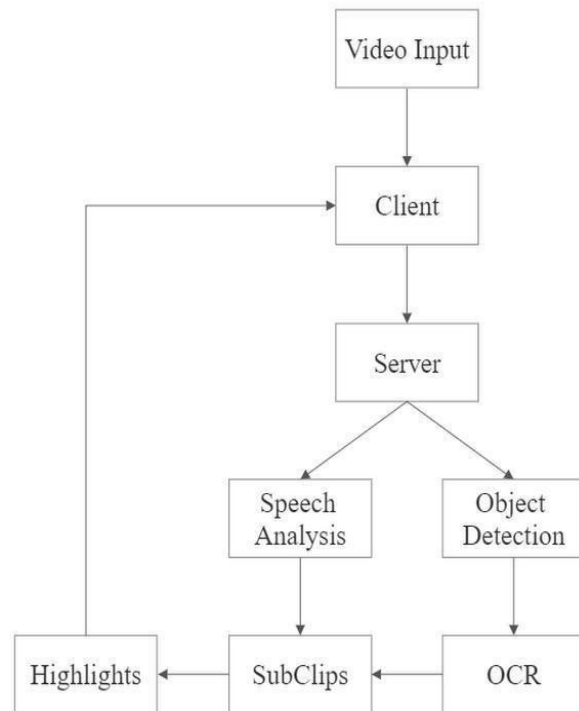 Video Input
Client
Server
Speech
Analysis
Object
Detection
Highlights
SubClips
OCR